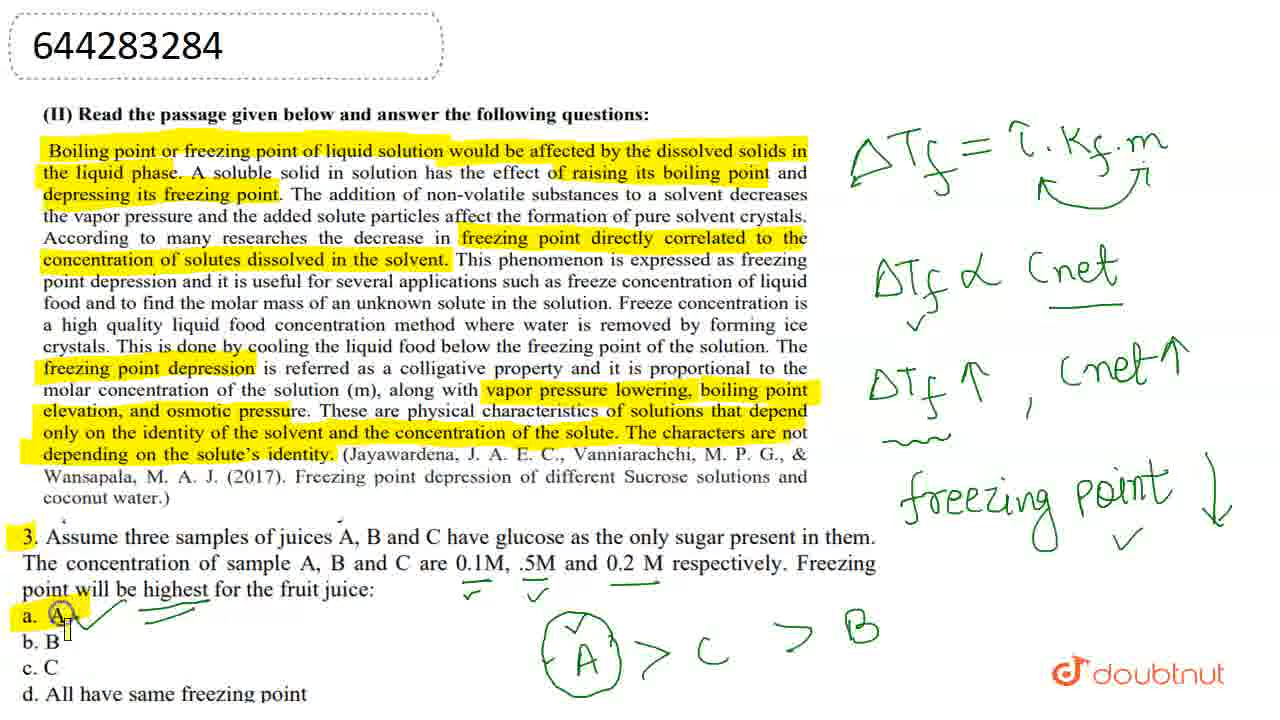 644283284
(II) Read the passage given below and answer the following questions:
Boiling point or freezing point of liquid solution would be affected by the dissolved solids in
the liquid phase. A soluble solid in solution has the effect of raising its boiling point and
depressing its freezing point. The addition of non-volatile substances to a solvent decreases
the vapor pressure and the added solute particles affect the formation of pure solvent crystals.
According to many researches the decrease in freezing point directly correlated to the
concentration of solutes dissolved in the solvent. This phenomenon is expressed as freezing
point depression and it is useful for several applications such as freeze concentration of liquid
food and to find the molar mass of an unknown solute in the solution. Freeze concentration is
a high quality liquid food concentration method where water is removed by forming ice
crystals. This is done by cooling the liquid food below the freezing point of the solution. The
freezing point depression is referred as a colligative property and it is proportional to the
molar concentration of the solution (m), along with vapor pressure lowering, boiling point
elevation, and osmotic pressure. These are physical characteristics of solutions that depend
only on the identity of the solvent and the concentration of the solute. The characters are not
depending on the solute's identity. (Jayawardena, J. A. E. C., Vanniarachchi, M. P. G., &
Wansapala, M. A. J. (2017). Freezing point depression of different Sucrose solutions and
coconut water.)
3. Assume three samples of juices A, B and C have glucose as the only sugar present in them.
The concentration of sample A, B and C are 0.1M, .5M and 0.2 M respectively. Freezing
point will be highest for the fruit juice:
a. A
b. B
c. C
d. All have same freezing point
ΔTf = i. Kf. m
ΔTf ∝ Cnet
ΔTf ↑ , Cnet ↑
freezing point ↓
A > C > B
doubtnut